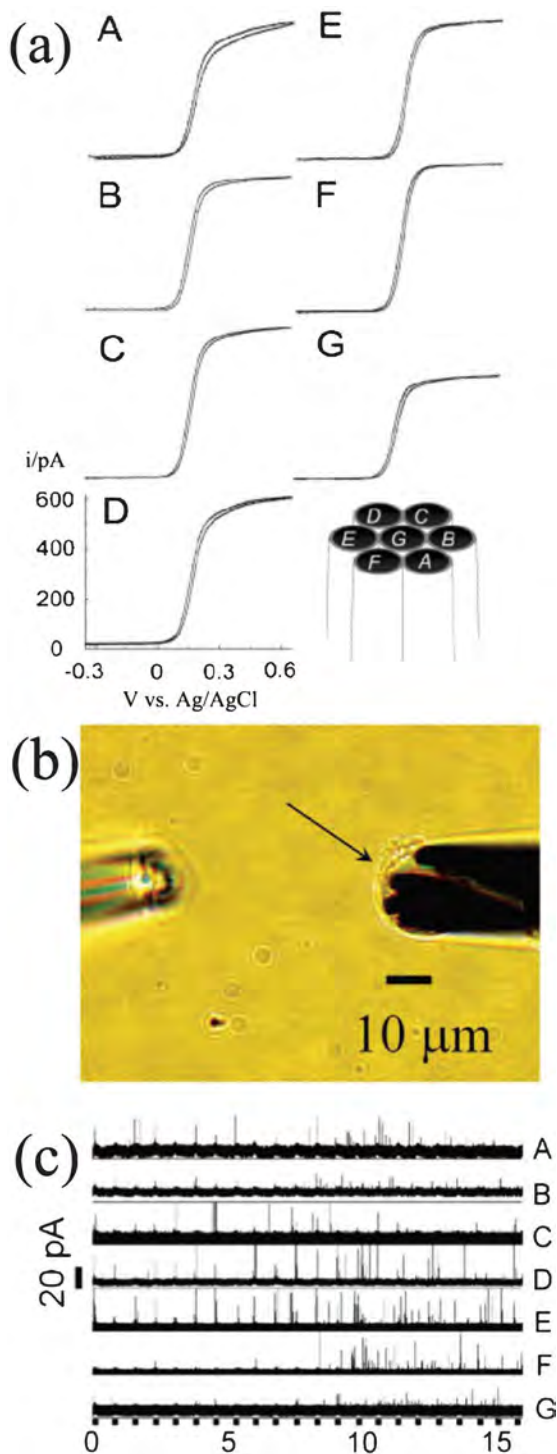 (a)
A
E
B
F
C
G
i/pA
D
600
400
200
0
-0.3 0 0.3 0.6
V vs. Ag/AgCl
D C
E G B
F A
(b)
10 μm
(c)
20 pA
A
B
C
D
E
F
G
0 5 10 15